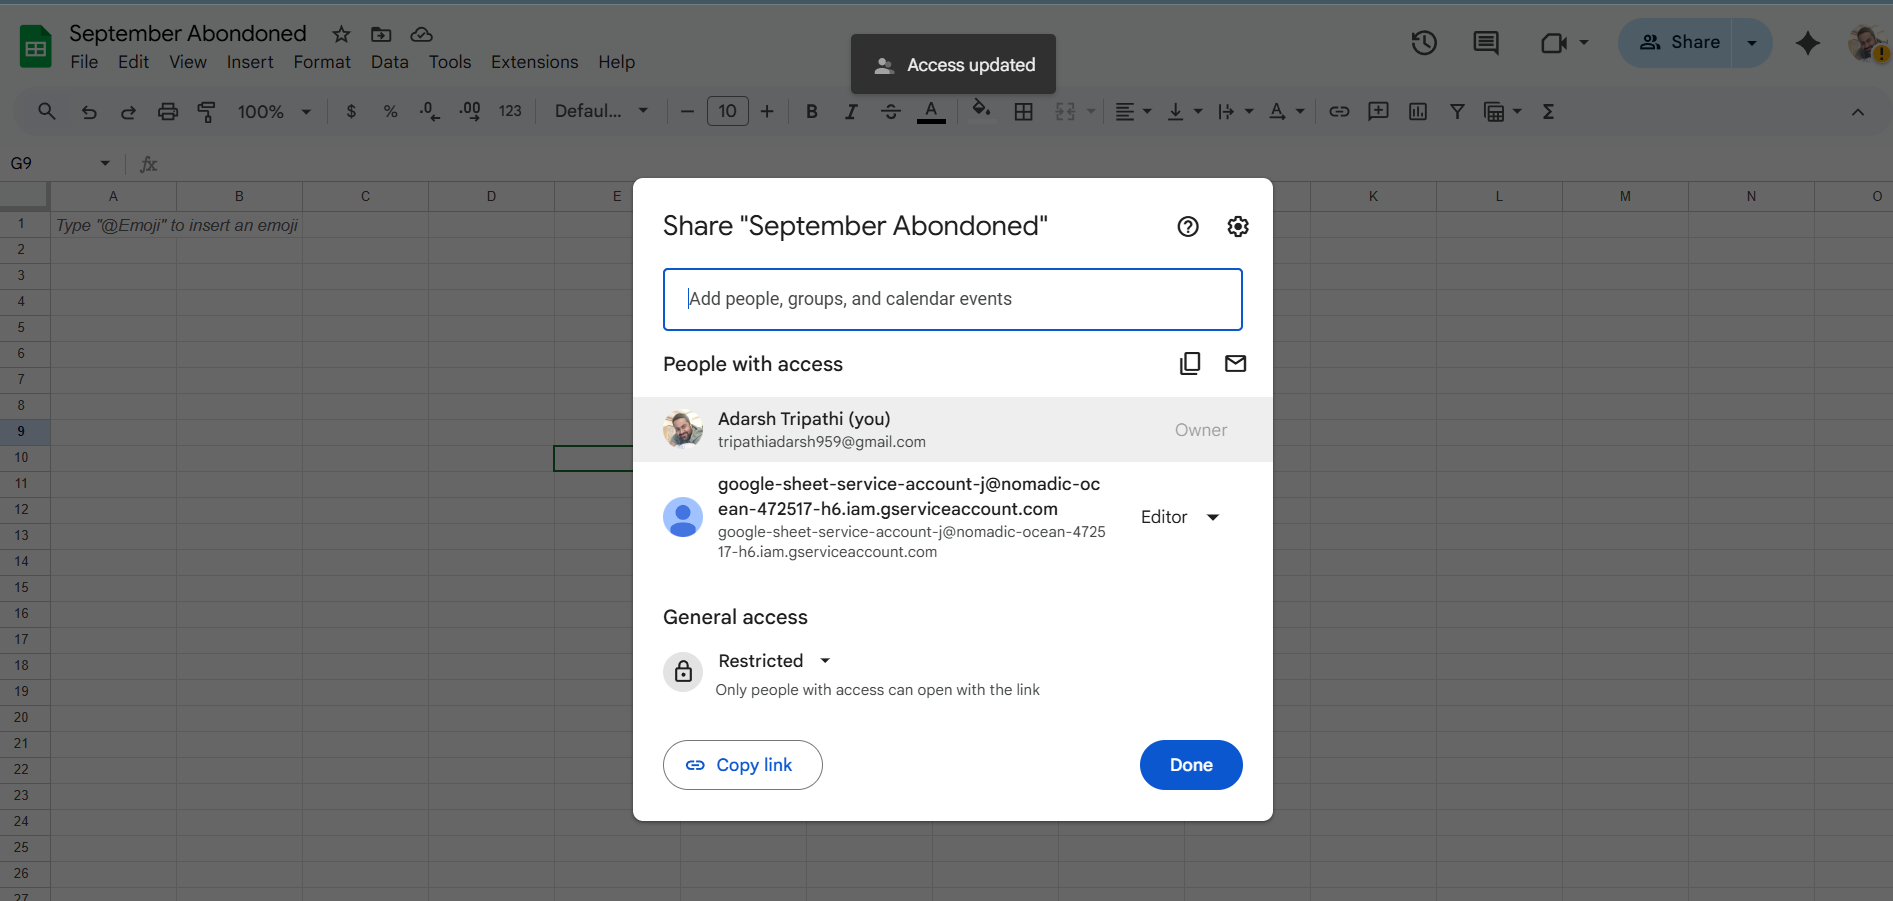 September Abondoned
File Edit View Insert Format Data Tools Extensions Help
Access updated
Share
100% $ % .0 .00 123 Defaul... 10 B I A A Σ
G9 fx
A B C D E K L M N O
1 Type "@Emoji" to insert an emoji
2
3
4
5
6
7
8
9
10
11
12
13
14
15
16
17
18
19
20
21
22
23
24
25
26
27
Share "September Abondoned"
Add people, groups, and calendar events
People with access
Adarsh Tripathi (you)
tripathiadarsh959@gmail.com
Owner
google-sheet-service-account-j@nomadic-oc
ean-472517-h6.iam.gserviceaccount.com
google-sheet-service-account-j@nomadic-ocean-4725
17-h6.iam.gserviceaccount.com
Editor
General access
Restricted
Only people with access can open with the link
Copy link
Done